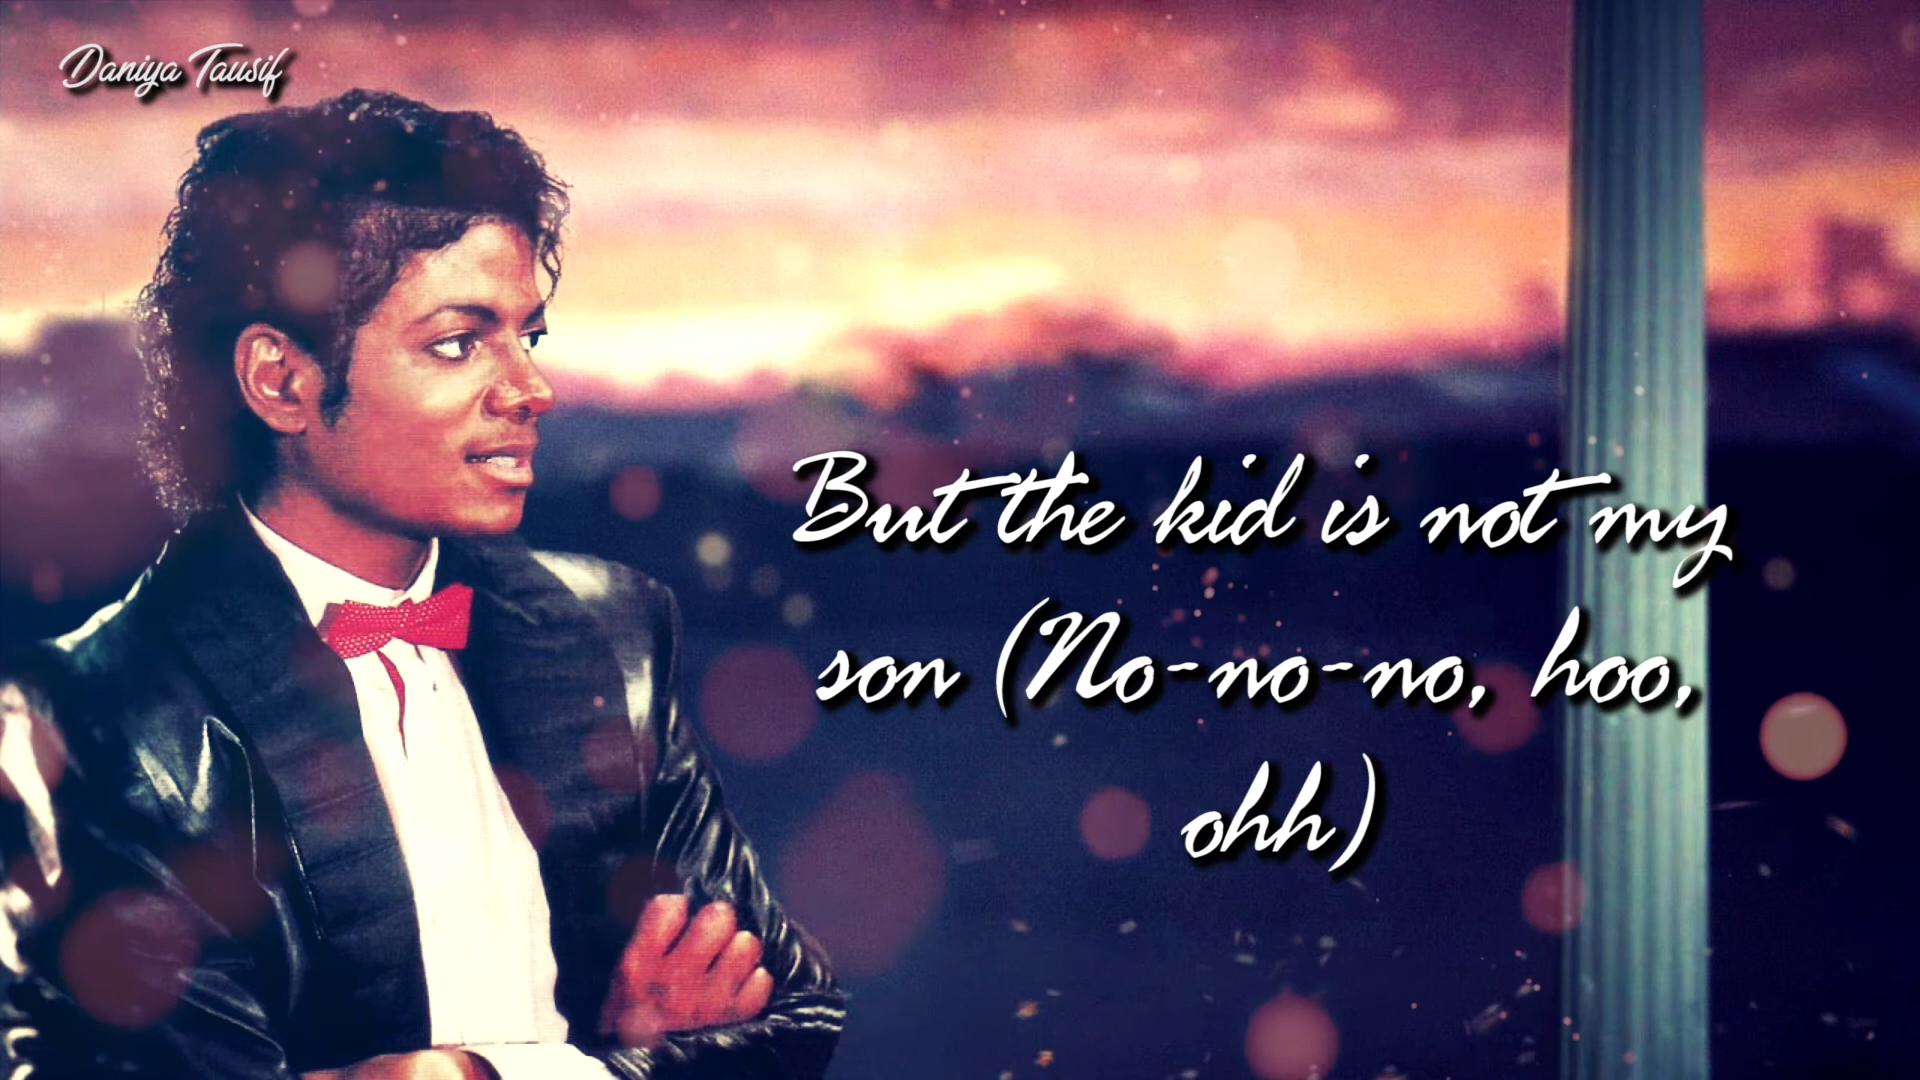 Daniya Tausif
But the kid is not my
son (No-no-no, hoo,
ohh)